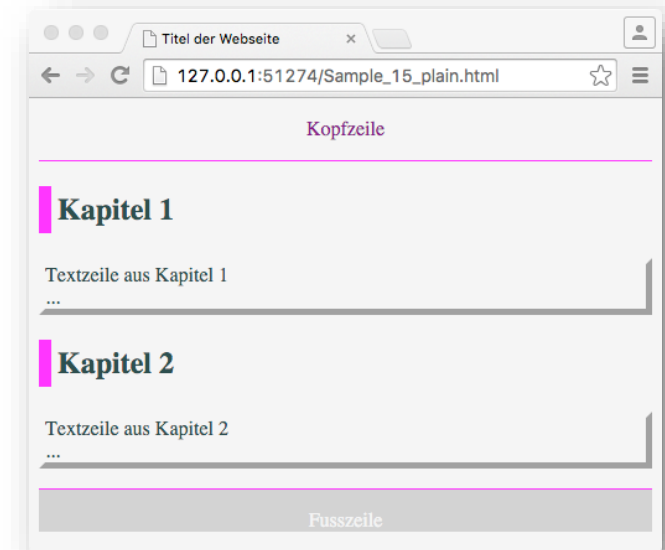 Titel der Webseite
127.0.0.1:51274/Sample_15_plain.html
Kopfzeile
Kapitel 1
Textzeile aus Kapitel 1
...
Kapitel 2
Textzeile aus Kapitel 2
...
Fusszeile